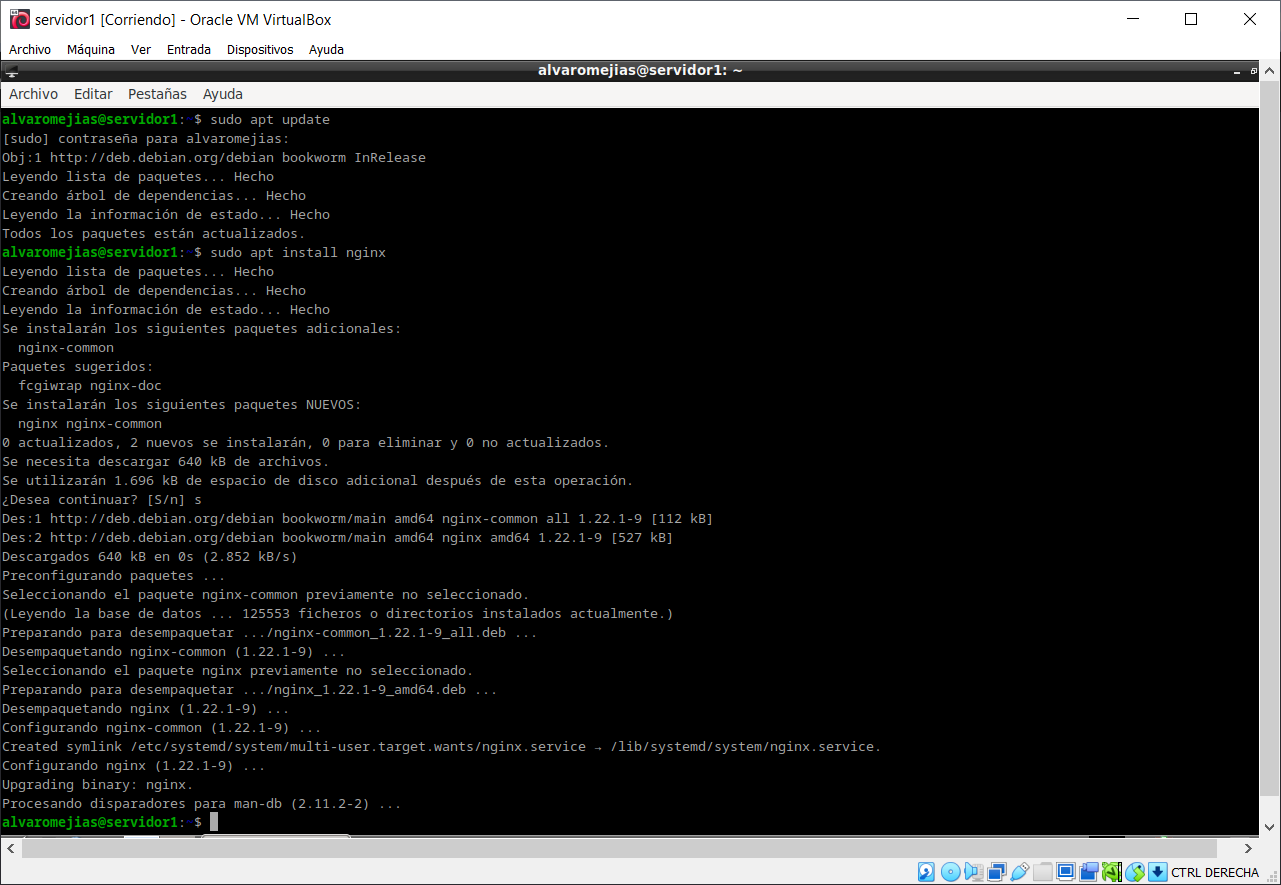 servidor1 [Corriendo] - Oracle VM VirtualBox
Archivo Máquina Ver Entrada Dispositivos Ayuda
alvaromejias@servidor1: ~
Archivo Editar Pestañas Ayuda
alvaromejias@servidor1:~$ sudo apt update
[sudo] contraseña para alvaromejias:
Obj:1 http://deb.debian.org/debian bookworm InRelease
Leyendo lista de paquetes... Hecho
Creando árbol de dependencias... Hecho
Leyendo la información de estado... Hecho
Todos los paquetes están actualizados.
alvaromejias@servidor1:~$ sudo apt install nginx
Leyendo lista de paquetes... Hecho
Creando árbol de dependencias... Hecho
Leyendo la información de estado... Hecho
Se instalarán los siguientes paquetes adicionales:
  nginx-common
Paquetes sugeridos:
  fcgiwrap nginx-doc
Se instalarán los siguientes paquetes NUEVOS:
  nginx nginx-common
0 actualizados, 2 nuevos se instalarán, 0 para eliminar y 0 no actualizados.
Se necesita descargar 640 kB de archivos.
Se utilizarán 1.696 kB de espacio de disco adicional después de esta operación.
¿Desea continuar? [S/n] s
Des:1 http://deb.debian.org/debian bookworm/main amd64 nginx-common all 1.22.1-9 [112 kB]
Des:2 http://deb.debian.org/debian bookworm/main amd64 nginx amd64 1.22.1-9 [527 kB]
Descargados 640 kB en 0s (2.852 kB/s)
Preconfigurando paquetes ...
Seleccionando el paquete nginx-common previamente no seleccionado.
(Leyendo la base de datos ... 125553 ficheros o directorios instalados actualmente.)
Preparando para desempaquetar .../nginx-common_1.22.1-9_all.deb ...
Desempaquetando nginx-common (1.22.1-9) ...
Seleccionando el paquete nginx previamente no seleccionado.
Preparando para desempaquetar .../nginx_1.22.1-9_amd64.deb ...
Desempaquetando nginx (1.22.1-9) ...
Configurando nginx-common (1.22.1-9) ...
Created symlink /etc/systemd/system/multi-user.target.wants/nginx.service → /lib/systemd/system/nginx.service.
Configurando nginx (1.22.1-9) ...
Upgrading binary: nginx.
Procesando disparadores para man-db (2.11.2-2) ...
alvaromejias@servidor1:~$
CTRL DERECHA